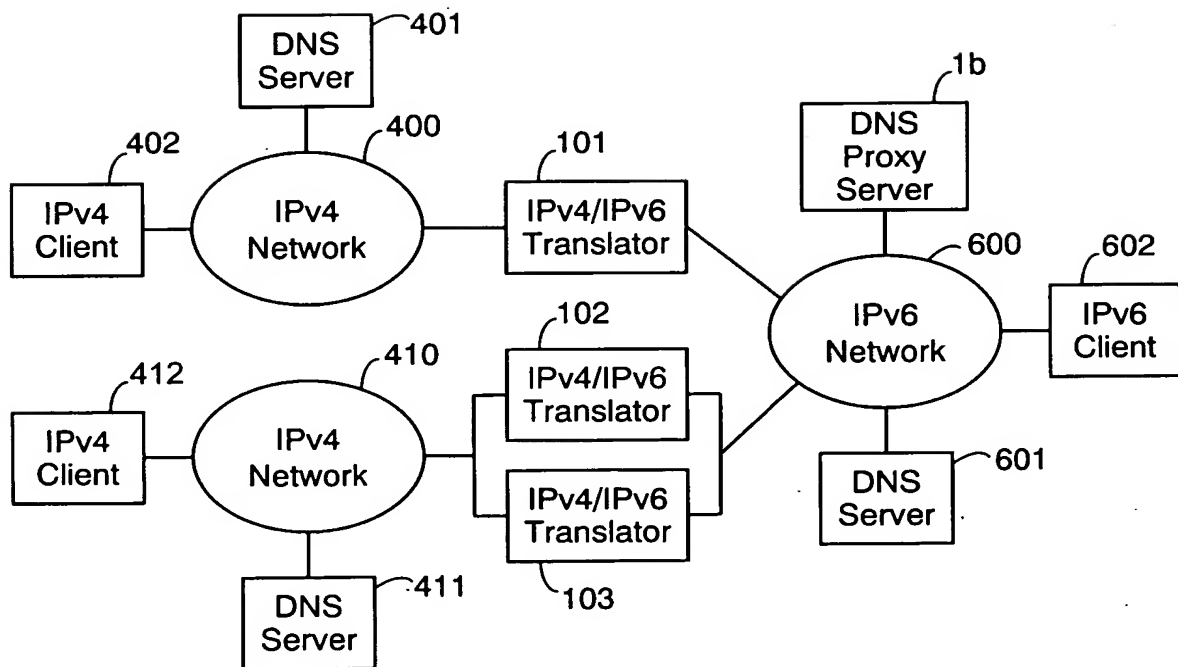 DNS
Server
401
1b
DNS
Proxy
Server
402
400
101
IPv4
Client
IPv4
Network
IPv4/IPv6
Translator
600
602
IPv6
Network
IPv6
Client
102
412
410
IPv4/IPv6
Translator
IPv4
Client
IPv4
Network
601
DNS
Server
IPv4/IPv6
Translator
411
103
DNS
Server